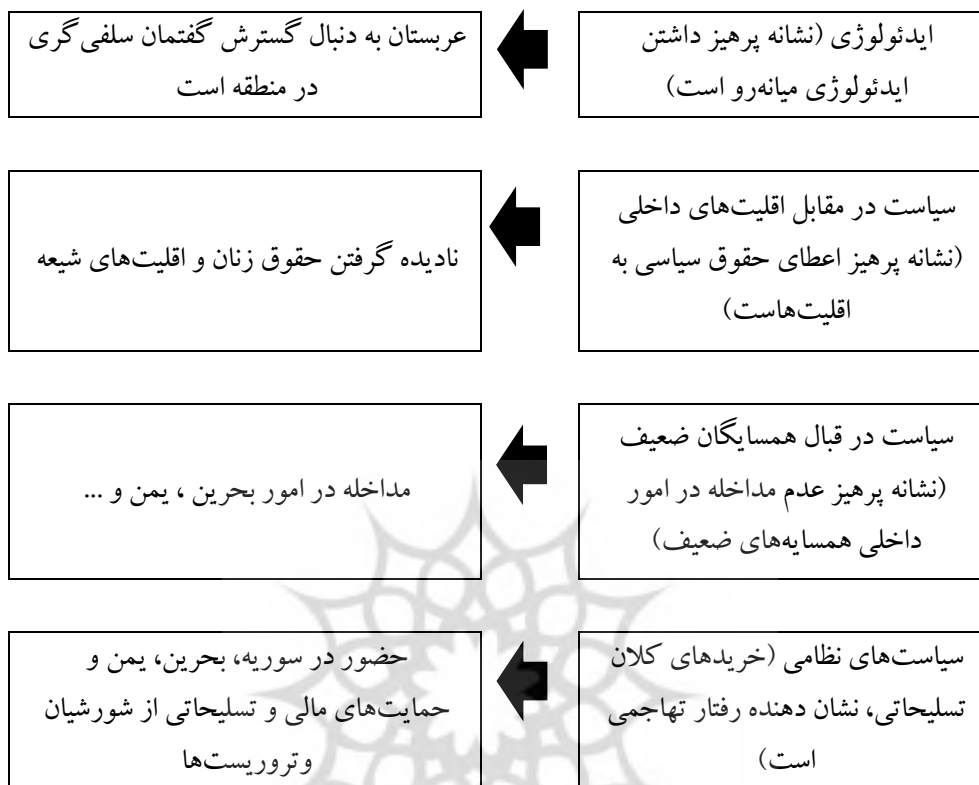 ایدئولوژی (نشانه پرهیز داشتن
ایدئولوژی میانه‌رو است)
عربستان به دنبال گسترش گفتمان سلفی‌گری
در منطقه است
سیاست در مقابل اقلیت‌های داخلی
(نشانه پرهیز اعطای حقوق سیاسی به
اقلیت‌هاست)
نادیده گرفتن حقوق زنان و اقلیت‌های شیعه
سیاست در قبال همسایگان ضعیف
(نشانه پرهیز عدم مداخله در امور
داخلی همسایه‌های ضعیف)
مداخله در امور بحرین ، یمن و ...
سیاست‌های نظامی (خریدهای کلان
تسلیحاتی، نشان دهنده رفتار تهاجمی
است)
حضور در سوریه، بحرین، یمن و
حمایت‌های مالی و تسلیحاتی از شورشیان
وتروریست‌ها